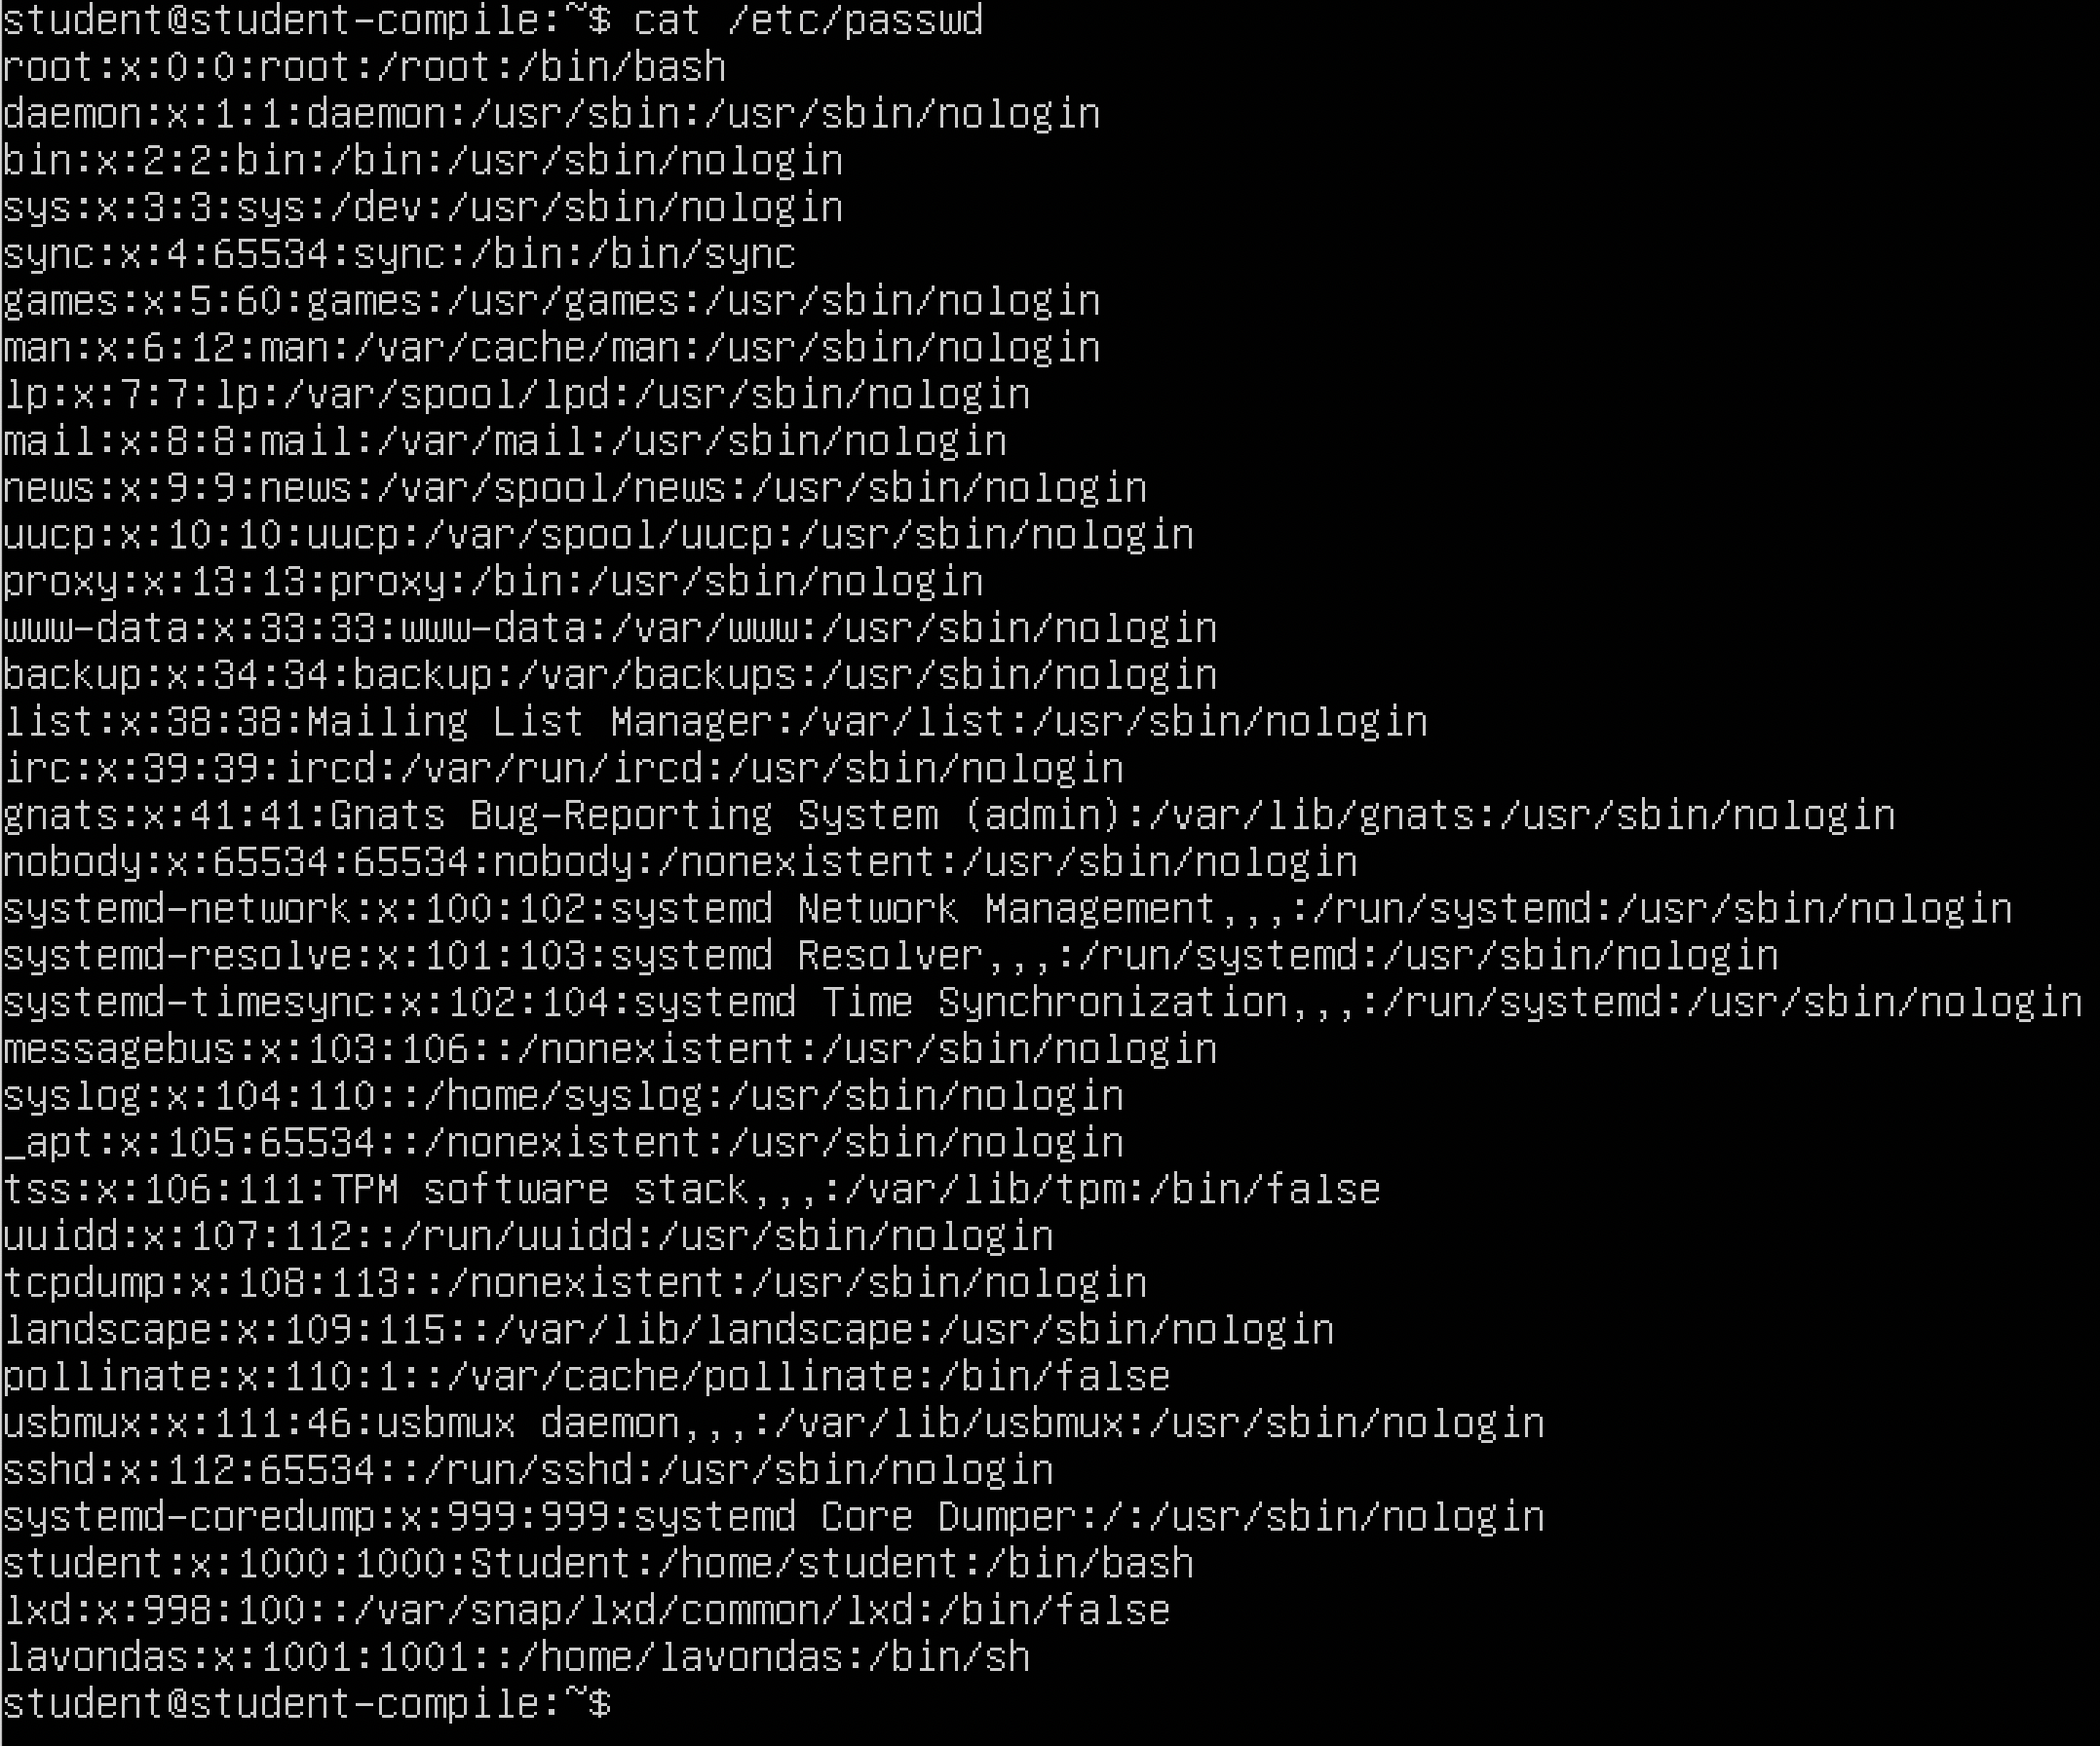 student@student-compile:~$ cat /etc/passwd
root:x:0:0:root:/root:/bin/bash
daemon:x:1:1:daemon:/usr/sbin:/usr/sbin/nologin
bin:x:2:2:bin:/bin:/usr/sbin/nologin
sys:x:3:3:sys:/dev:/usr/sbin/nologin
sync:x:4:65534:sync:/bin:/bin/sync
games:x:5:60:games:/usr/games:/usr/sbin/nologin
man:x:6:12:man:/var/cache/man:/usr/sbin/nologin
lp:x:7:7:lp:/var/spool/lpd:/usr/sbin/nologin
mail:x:8:8:mail:/var/mail:/usr/sbin/nologin
news:x:9:9:news:/var/spool/news:/usr/sbin/nologin
uucp:x:10:10:uucp:/var/spool/uucp:/usr/sbin/nologin
proxy:x:13:13:proxy:/bin:/usr/sbin/nologin
www-data:x:33:33:www-data:/var/www:/usr/sbin/nologin
backup:x:34:34:backup:/var/backups:/usr/sbin/nologin
list:x:38:38:Mailing List Manager:/var/list:/usr/sbin/nologin
irc:x:39:39:ircd:/var/run/ircd:/usr/sbin/nologin
gnats:x:41:41:Gnats Bug-Reporting System (admin):/var/lib/gnats:/usr/sbin/nologin
nobody:x:65534:65534:nobody:/nonexistent:/usr/sbin/nologin
systemd-network:x:100:102:systemd Network Management,,,:/run/systemd:/usr/sbin/nologin
systemd-resolve:x:101:103:systemd Resolver,,,:/run/systemd:/usr/sbin/nologin
systemd-timesync:x:102:104:systemd Time Synchronization,,,:/run/systemd:/usr/sbin/nologin
messagebus:x:103:106::/nonexistent:/usr/sbin/nologin
syslog:x:104:110::/home/syslog:/usr/sbin/nologin
_apt:x:105:65534::/nonexistent:/usr/sbin/nologin
tss:x:106:111:TPM software stack,,,:/var/lib/tpm:/bin/false
uuidd:x:107:112::/run/uuidd:/usr/sbin/nologin
tcpdump:x:108:113::/nonexistent:/usr/sbin/nologin
landscape:x:109:115::/var/lib/landscape:/usr/sbin/nologin
pollinate:x:110:1::/var/cache/pollinate:/bin/false
usbmux:x:111:46:usbmux daemon,,,:/var/lib/usbmux:/usr/sbin/nologin
sshd:x:112:65534::/run/sshd:/usr/sbin/nologin
systemd-coredump:x:999:999:systemd Core Dumper:/:/usr/sbin/nologin
student:x:1000:1000:Student:/home/student:/bin/bash
lxd:x:998:100::/var/snap/lxd/common/lxd:/bin/false
lavondas:x:1001:1001::/home/lavondas:/bin/sh
student@student-compile:~$